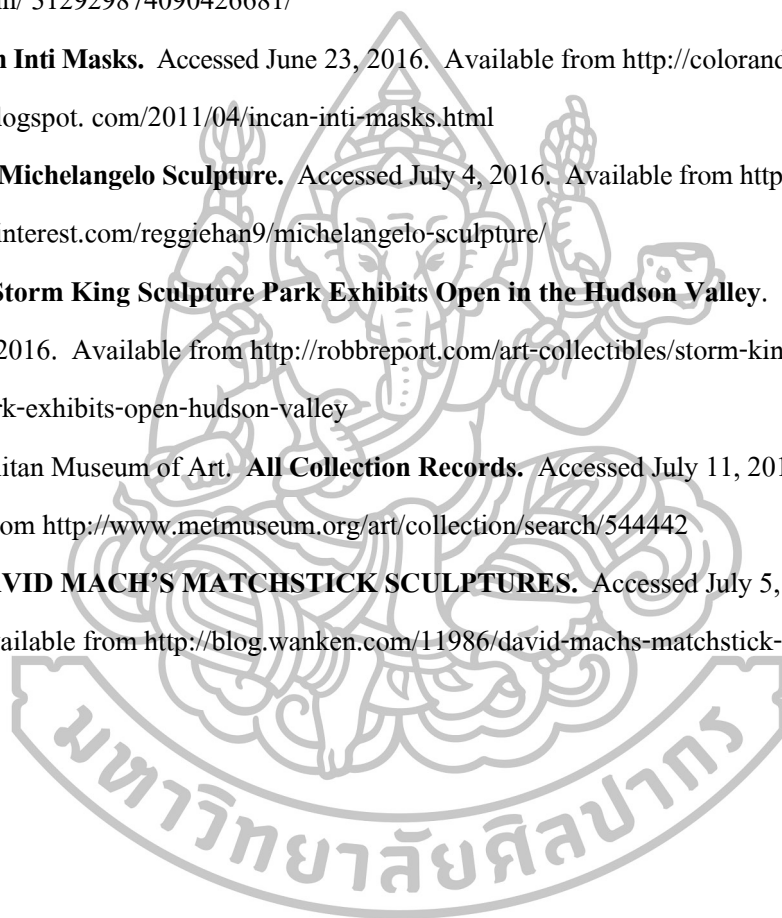 m/ 312929874090426681/
n Inti Masks. Accessed June 23, 2016. Available from http://colorand
logspot. com/2011/04/incan-inti-masks.html
Michelangelo Sculpture. Accessed July 4, 2016. Available from http
interest.com/reggiehan9/michelangelo-sculpture/
Storm King Sculpture Park Exhibits Open in the Hudson Valley.
2016. Available from http://robbreport.com/art-collectibles/storm-kin
rk-exhibits-open-hudson-valley
litan Museum of Art. All Collection Records. Accessed July 11, 201
om http://www.metmuseum.org/art/collection/search/544442
AVID MACH’S MATCHSTICK SCULPTURES. Accessed July 5,
ailable from http://blog.wanken.com/11986/david-machs-matchstick-
มหาวิทยาลัยศิลปากร